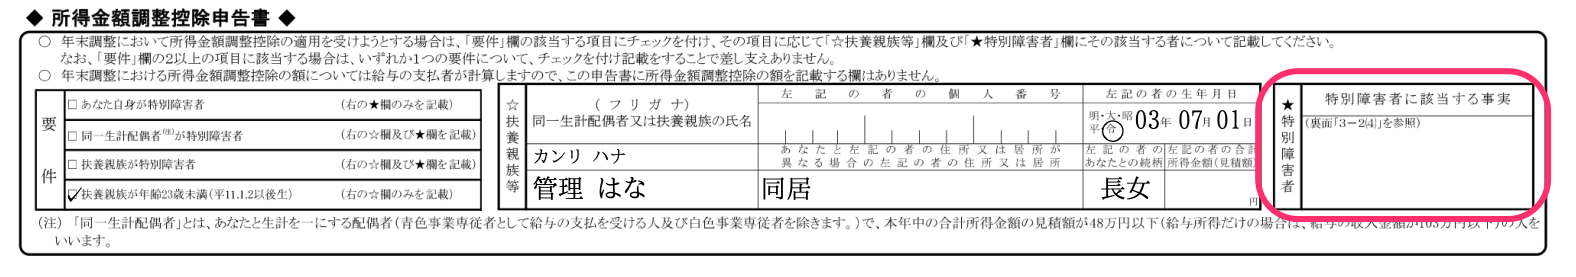 ◆ 所得金額調整控除申告書 ◆
○ 年末調整において所得金額調整控除の適用を受けようとする場合は、「要件」欄の該当する項目にチェックを付け、その項目に応じて「☆扶養親族等」欄及び「★特別障害者」欄にその該当する者について記載してください。
なお、「要件」欄の2以上の項目に該当する場合は、いずれか1つの要件について、チェックを付け記載をすることで差し支えありません。
○ 年末調整における所得金額調整控除の額については給与の支払者が計算しますので、この申告書に所得金額調整控除の額を記載する欄はありません。
要件
□ あなた自身が特別障害者 (右の★欄のみを記載)
□ 同一生計配偶者(注)が特別障害者 (右の☆欄及び★欄を記載)
□ 扶養親族が特別障害者 (右の☆欄及び★欄を記載)
☑ 扶養親族が年齢23歳未満(平11.1.2以後生) (右の☆欄のみを記載)
☆扶養親族等
(フリガナ)
同一生計配偶者又は扶養親族の氏名
カンリ ハナ
管理 はな
左記の者の個人番号
あなたと左記の者の住所又は居所が
異なる場合の左記の者の住所又は居所
同居
左記の者の生年月日
明・大・昭
平・令 03年 07月 01日
左記の者の
あなたとの続柄
長女
左記の者の合計
所得金額(見積額)
円
★特別障害者
特別障害者に該当する事実
(裏面「3-2(4)」を参照)
(注) 「同一生計配偶者」とは、あなたと生計を一にする配偶者(青色事業専従者として給与の支払を受ける人及び白色事業専従者を除きます。)で、本年中の合計所得金額の見積額が48万円以下(給与所得だけの場合は、給与の収入金額が103万円以下)の人を
いいます。